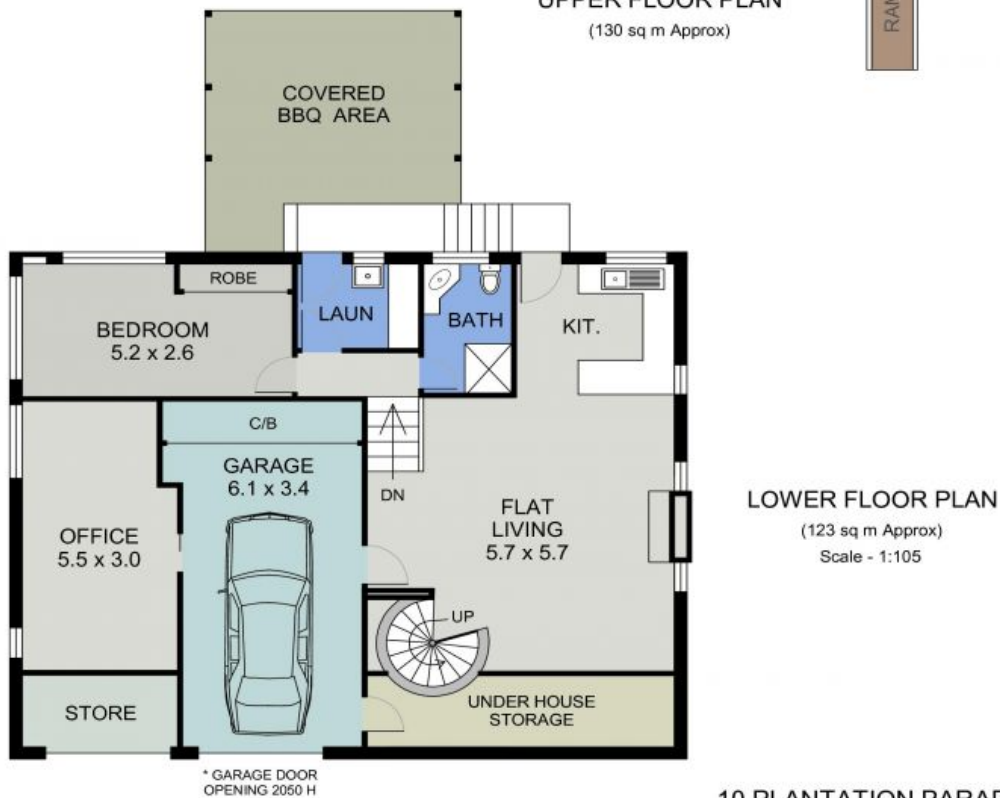 UPPER FLOOR PLAN
(130 sq m Approx)
COVERED
BBQ AREA
ROBE
LAUN
BATH
KIT.
BEDROOM
5.2 x 2.6
C/B
GARAGE
6.1 x 3.4
DN
OFFICE
5.5 x 3.0
FLAT
LIVING
5.7 x 5.7
LOWER FLOOR PLAN
(123 sq m Approx)
Scale - 1:105
UP
STORE
UNDER HOUSE
STORAGE
* GARAGE DOOR
OPENING 2050 H
10 PLANTATION